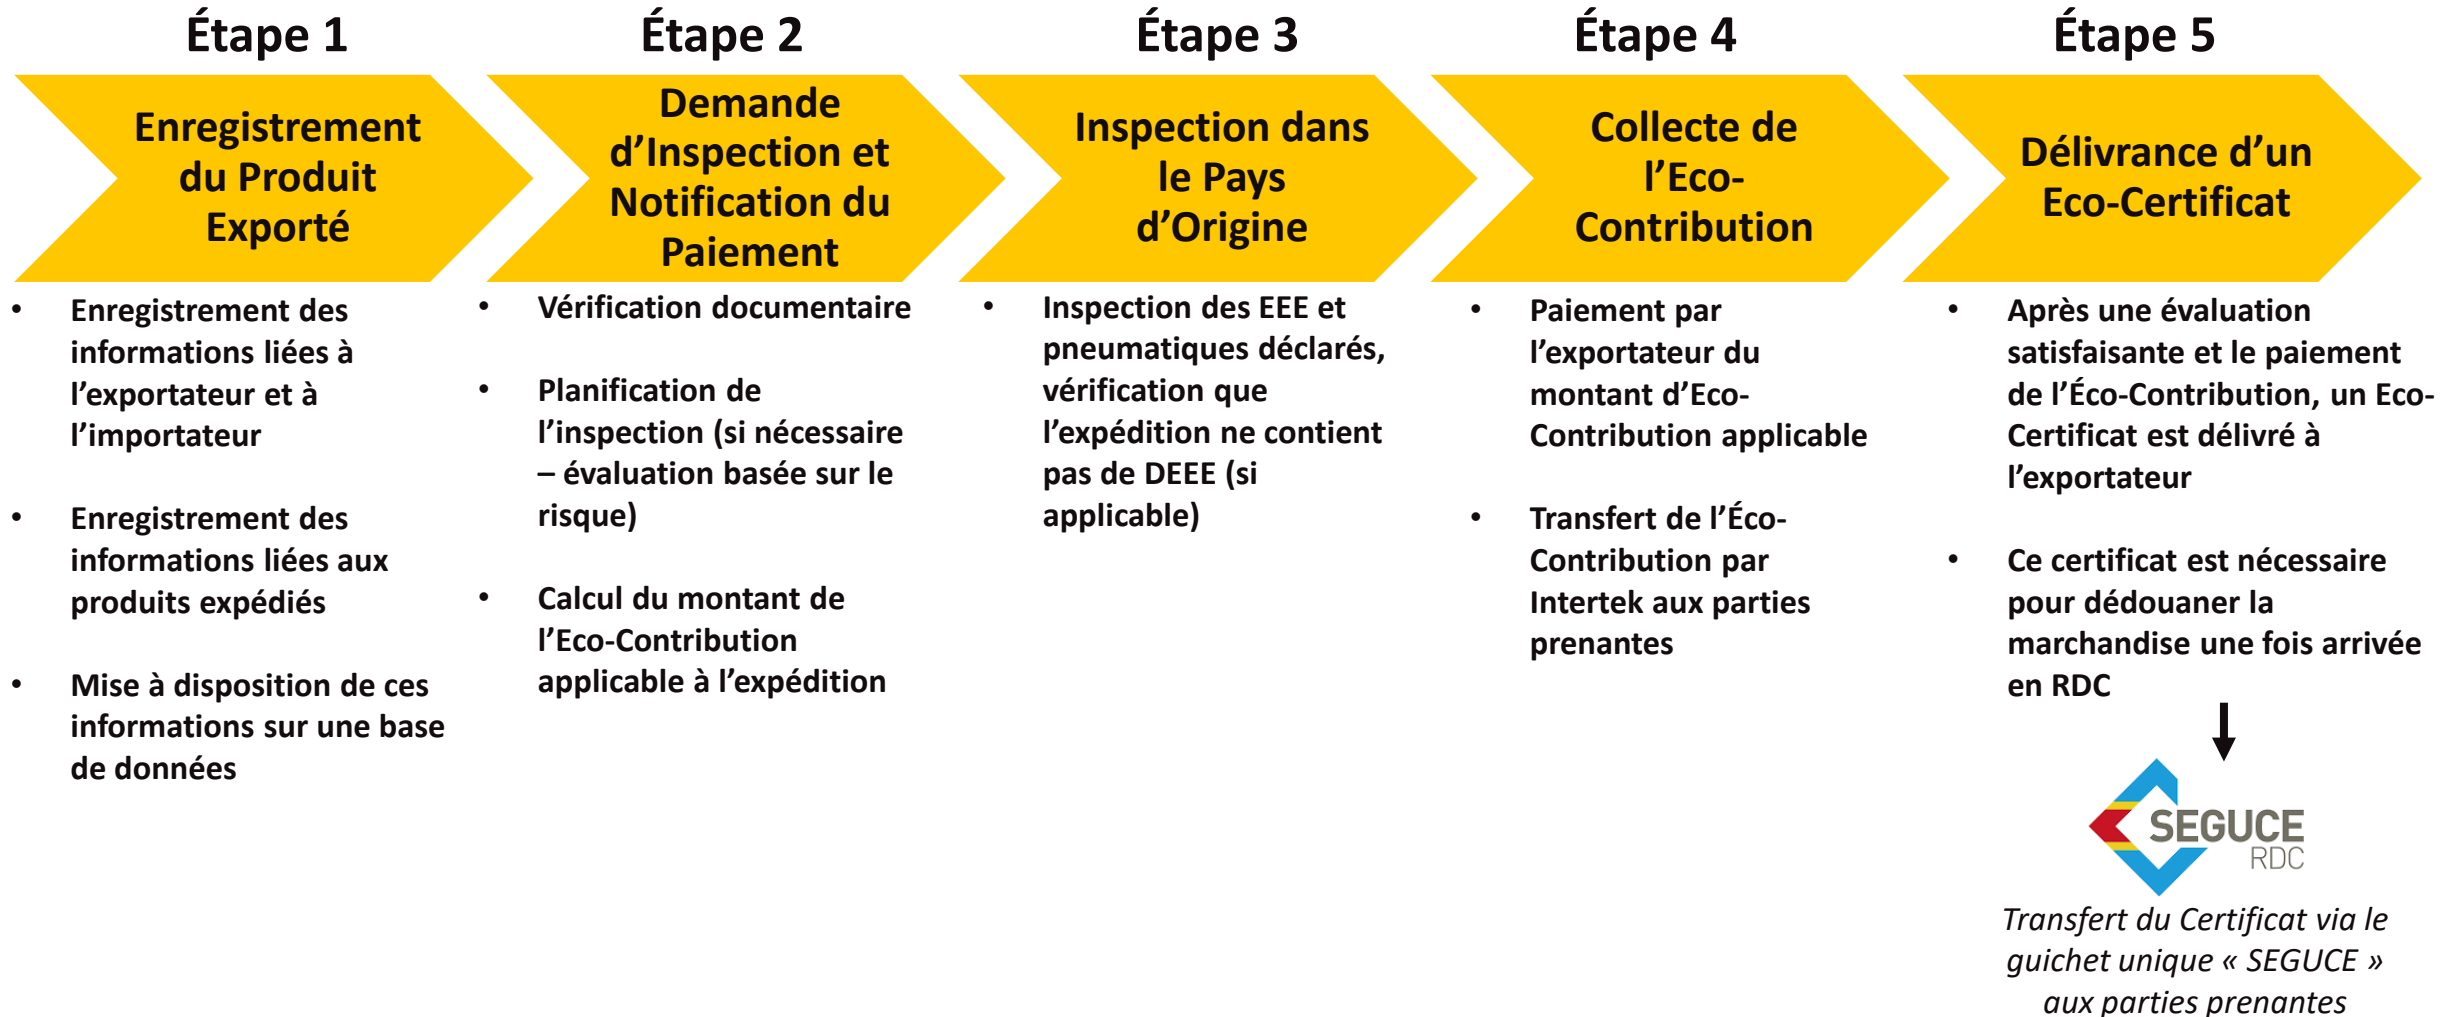 Étape 1
Enregistrement
du Produit
Exporté
• Enregistrement des
informations liées à
l’exportateur et à
l’importateur
• Enregistrement des
informations liées aux
produits expédiés
• Mise à disposition de ces
informations sur une base
de données
Étape 2
Demande
d’Inspection et
Notification du
Paiement
• Vérification documentaire
• Planification de
l’inspection (si nécessaire
– évaluation basée sur le
risque)
• Calcul du montant de
l’Eco-Contribution
applicable à l’expédition
Étape 3
Inspection dans
le Pays
d’Origine
• Inspection des EEE et
pneumatiques déclarés,
vérification que
l’expédition ne contient
pas de DEEE (si
applicable)
Étape 4
Collecte de
l’Eco-
Contribution
• Paiement par
l’exportateur du
montant d’Eco-
Contribution applicable
• Transfert de l’Éco-
Contribution par
Intertek aux parties
prenantes
Étape 5
Délivrance d’un
Eco-Certificat
• Après une évaluation
satisfaisante et le paiement
de l’Éco-Contribution, un Eco-
Certificat est délivré à
l’exportateur
• Ce certificat est nécessaire
pour dédouaner la
marchandise une fois arrivée
en RDC
SEGUCE
RDC
Transfert du Certificat via le
guichet unique « SEGUCE »
aux parties prenantes